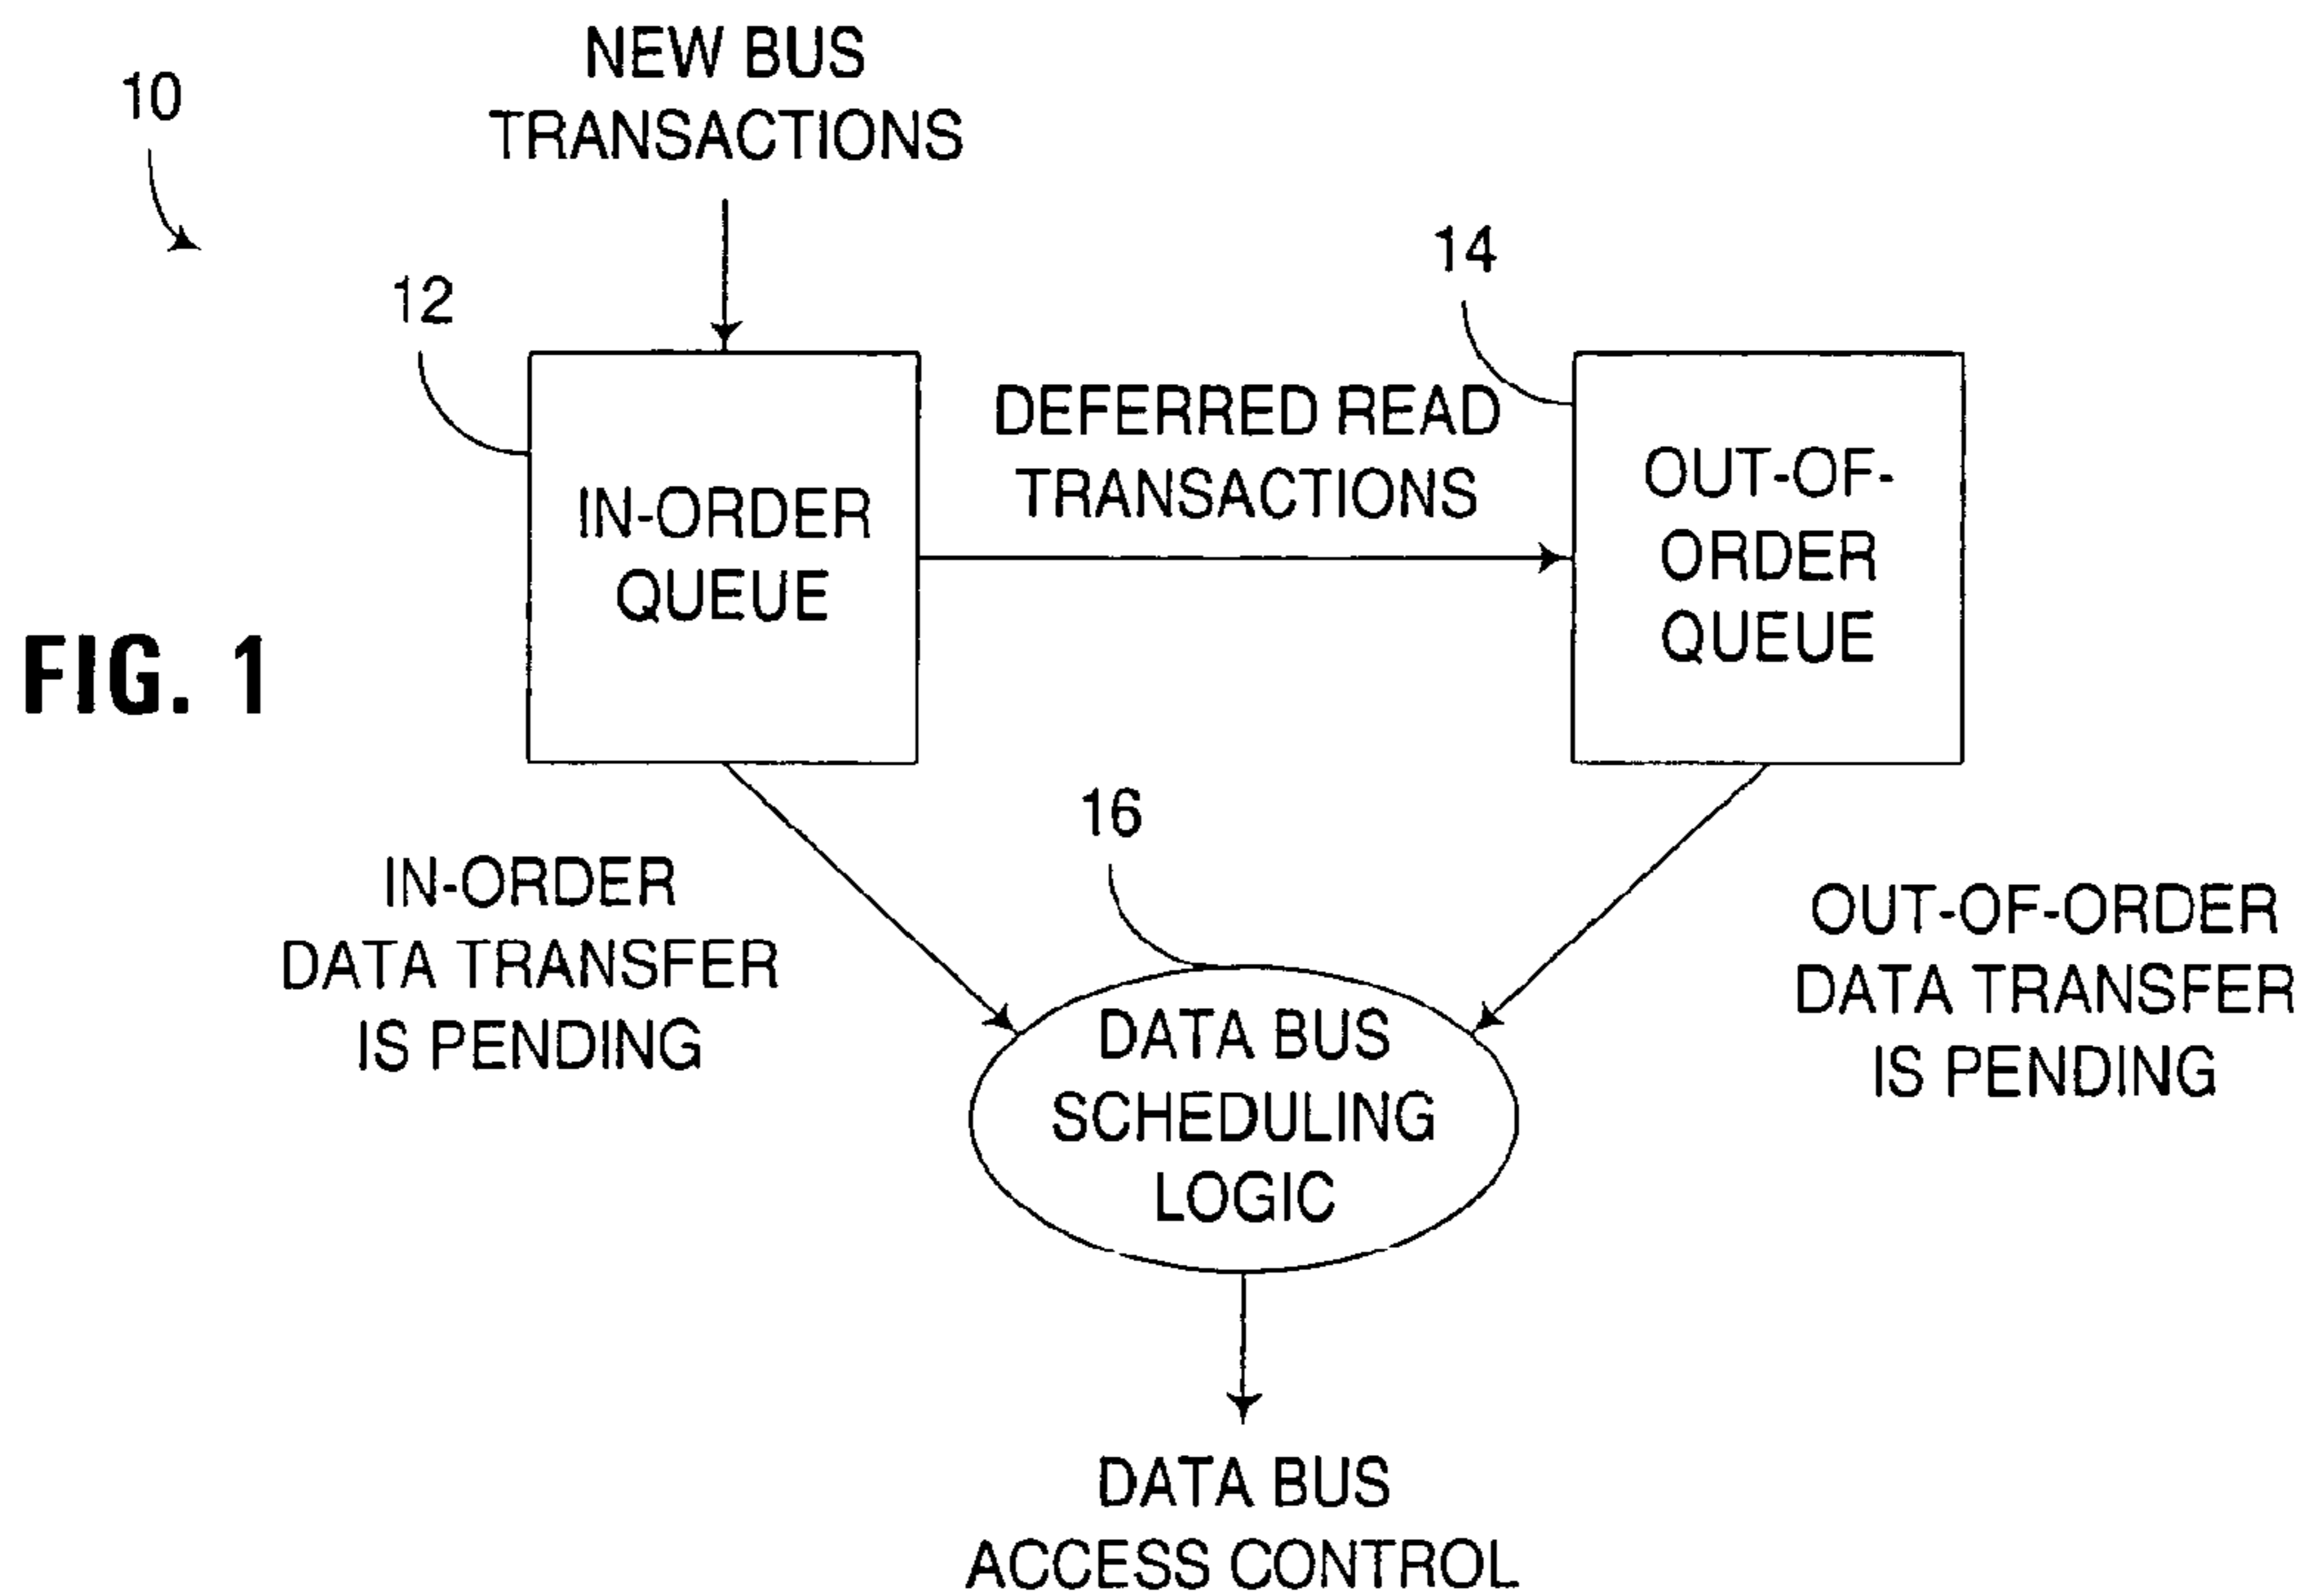 NEW BUS
TRANSACTIONS
10
12
14
DEFERRED READ
TRANSACTIONS
IN-ORDER
QUEUE
OUT-OF-
ORDER
QUEUE
FIG. 1
16
IN-ORDER
DATA TRANSFER
IS PENDING
OUT-OF-ORDER
DATA TRANSFER
IS PENDING
DATA BUS
SCHEDULING
LOGIC
DATA BUS
ACCESS CONTROL